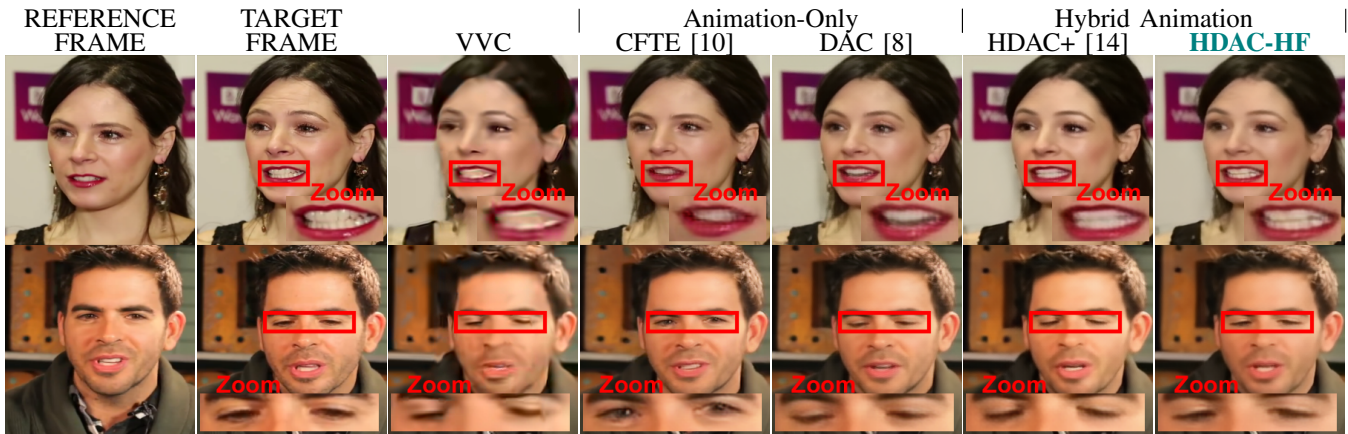 REFERENCE TARGET | Animation-Only | Hybrid Animation |
FRAME FRAME VVC CFTE [10] DAC [8] HDAC+ [14] HDAC-HF
Zoom Zoom Zoom Zoom Zoom Zoom
Zoom Zoom Zoom Zoom Zoom Zoom